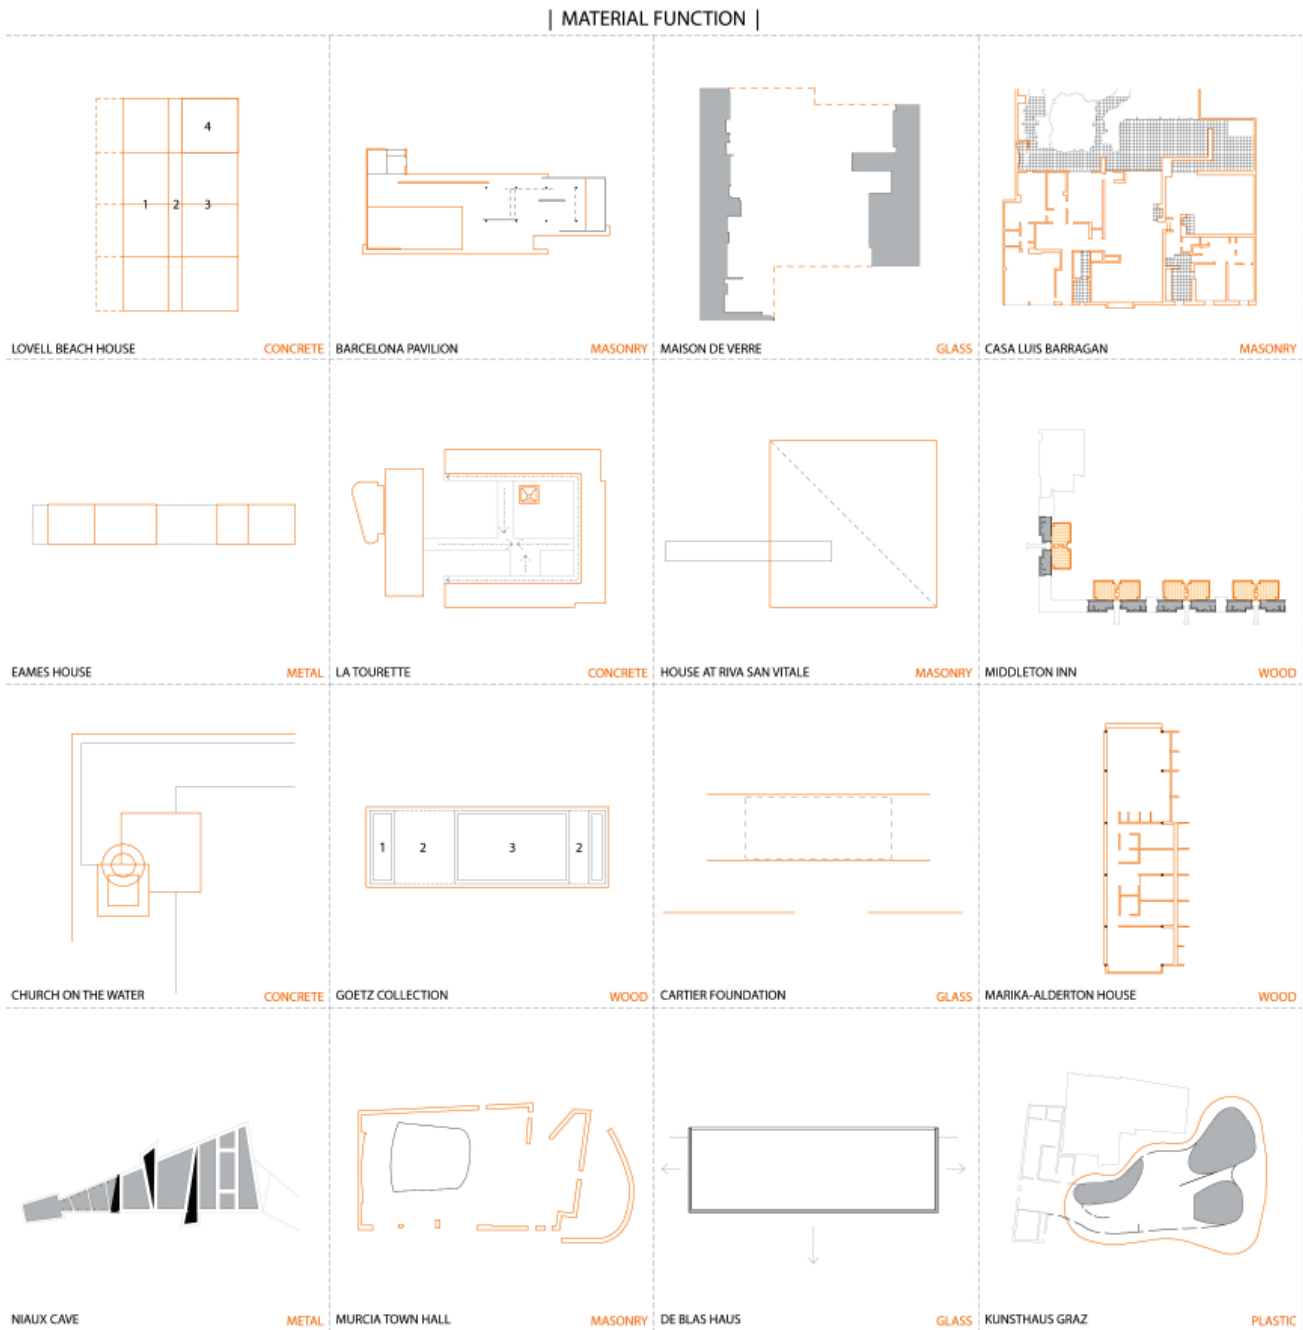 | MATERIAL FUNCTION |
4
1 2 3
LOVELL BEACH HOUSE CONCRETE
BARCELONA PAVILION MASONRY
MAISON DE VERRE GLASS
CASA LUIS BARRAGAN MASONRY
EAMES HOUSE METAL
LA TOURETTE CONCRETE
HOUSE AT RIVA SAN VITALE MASONRY
MIDDLETON INN WOOD
1 2 3 2
CHURCH ON THE WATER CONCRETE
GOETZ COLLECTION WOOD
CARTIER FOUNDATION GLASS
MARIKA-ALDERTON HOUSE WOOD
NIAUX CAVE METAL
MURCIA TOWN HALL MASONRY
DE BLAS HAUS GLASS
KUNSTHAUS GRAZ PLASTIC